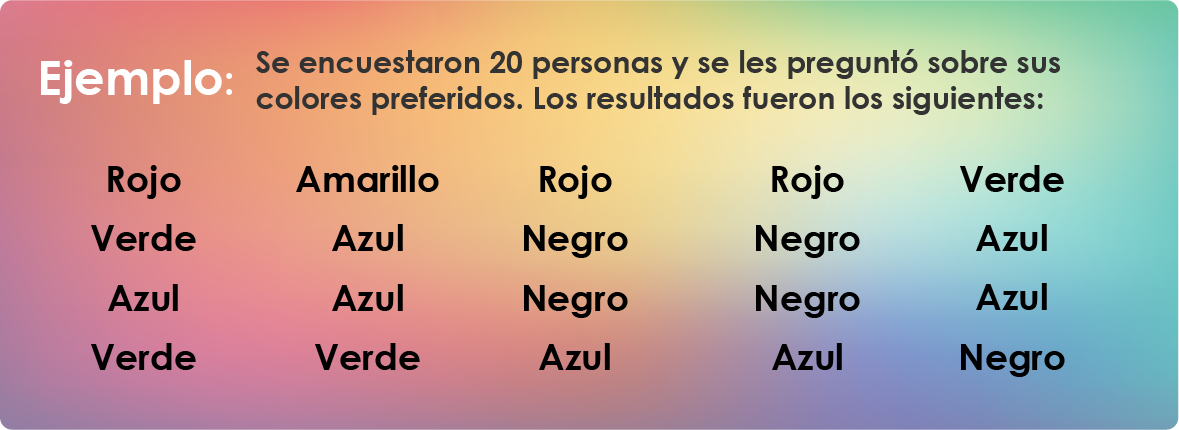 Ejemplo:
Se encuestaron 20 personas y se les preguntó sobre sus
colores preferidos. Los resultados fueron los siguientes:
Rojo Amarillo Rojo Rojo Verde
Verde Azul Negro Negro Azul
Azul Azul Negro Negro Azul
Verde Verde Azul Azul Negro